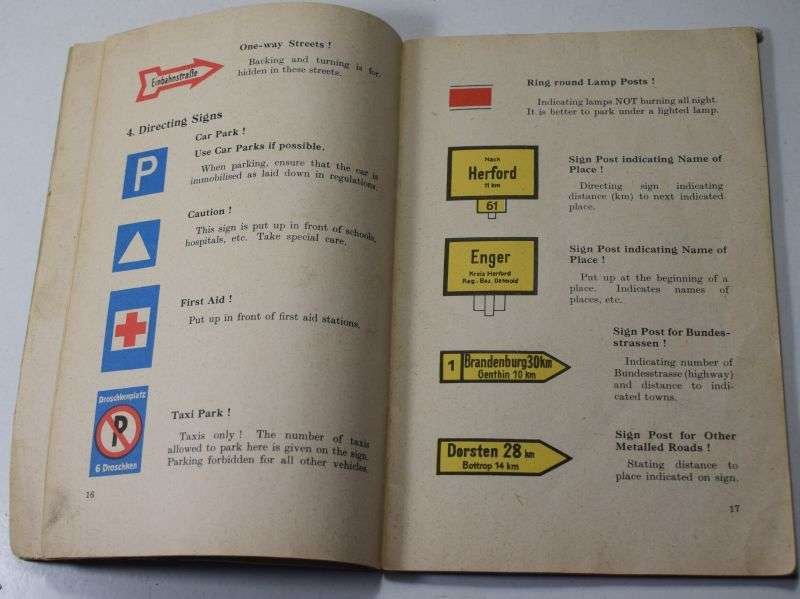 Einbahnstraße
One-way Streets !
Backing and turning is for-
bidden in these streets.
4. Directing Signs
P
Car Park !
Use Car Parks if possible.
When parking, ensure that the car is
immobilised as laid down in regulations.
Caution !
This sign is put up in front of schools,
hospitals, etc. Take special care.
First Aid !
Put up in front of first aid stations.
Droschkenplatz
P
6 Droschken
Taxi Park !
Taxis only ! The number of taxis
allowed to park here is given on the sign.
Parking forbidden for all other vehicles.
16
Ring round Lamp Posts !
Indicating lamps NOT burning all night.
It is better to park under a lighted lamp.
Nach
Herford
11 km
61
Sign Post indicating Name of
Place !
Directing sign indicating
distance (km) to next indicated
place.
Enger
Kreis Herford
Reg.-Bez. Detmold
Sign Post indicating Name of
Place !
Put up at the beginning of a
place. Indicates names of
places, etc.
1 Brandenburg 30km
Genthin 10 km
Sign Post for Bundes-
strassen !
Indicating number of
Bundesstrasse (highway)
and distance to indi-
cated towns.
Dorsten 28 km
Bottrop 14 km
Sign Post for Other
Metalled Roads !
Stating distance to
place indicated on sign.
17